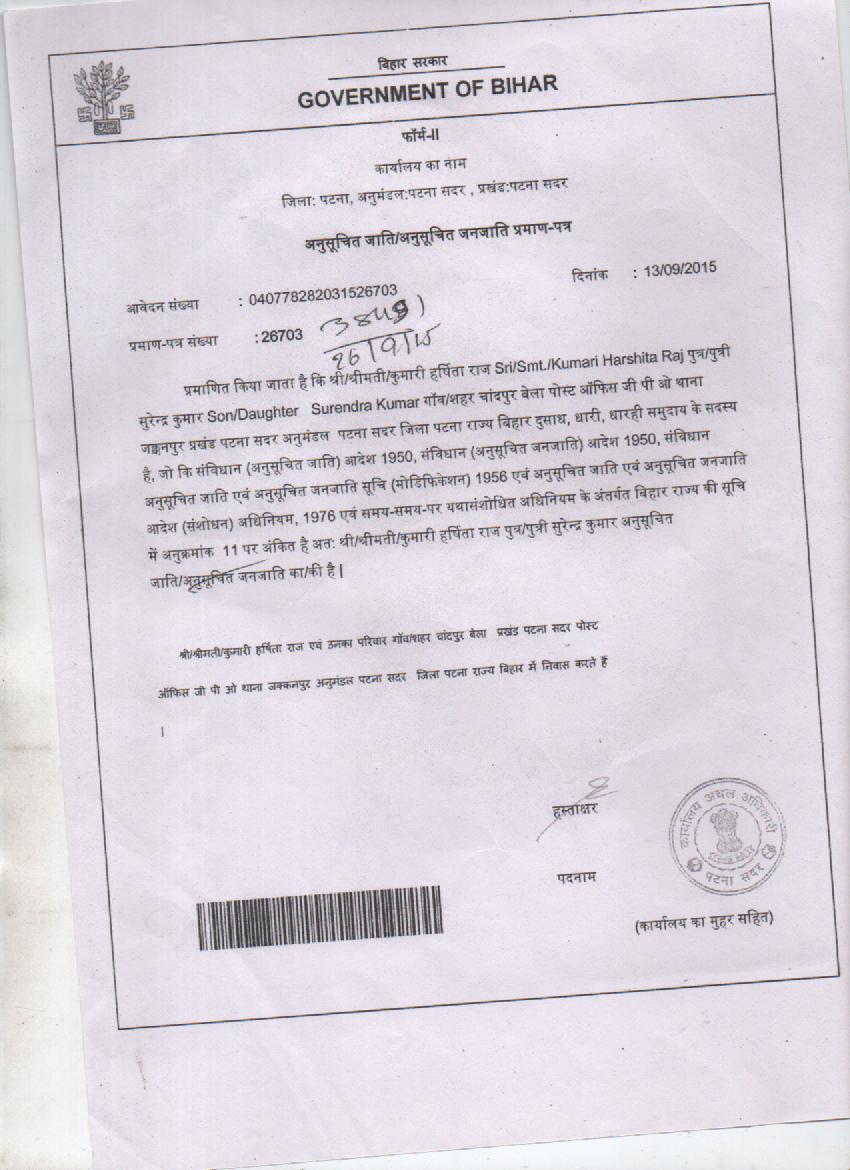 बिहार सरकार
GOVERNMENT OF BIHAR
फॉर्म-II
कार्यालय का नाम
जिला: पटना, अनुमंडल:पटना सदर , प्रखंड:पटना सदर
अनुसूचित जाति/अनुसूचित जनजाति प्रमाण-पत्र
दिनांक : 13/09/2015
आवेदन संख्या : 040778282031526703
प्रमाण-पत्र संख्या :26703
26/9/15
प्रमाणित किया जाता है कि श्री/श्रीमती/कुमारी हर्षिता राज Sri/Smt./Kumari Harshita Raj पुत्र/पुत्री
सुरेन्द्र कुमार Son/Daughter Surendra Kumar गाँव/शहर चांदपुर बेला पोस्ट ऑफिस जी पी ओ थाना
जक्कनपुर प्रखंड पटना सदर अनुमंडल पटना सदर जिला पटना राज्य बिहार दुसाध, धारी, धारही समुदाय के सदस्य
है, जो कि संविधान (अनुसूचित जाति) आदेश 1950, संविधान (अनुसूचित जनजाति) आदेश 1950, संविधान
अनुसूचित जाति एवं अनुसूचित जनजाति सूचि (मोडिफिकेशन) 1956 एवं अनुसूचित जाति एवं अनुसूचित जनजाति
आदेश (संशोधन) अधिनियम, 1976 एवं समय-समय-पर यथासंशोधित अधिनियम के अंतर्गत बिहार राज्य की सूचि
में अनुक्रमांक 11 पर अंकित है अत: श्री/श्रीमती/कुमारी हर्षिता राज पुत्र/पुत्री सुरेन्द्र कुमार अनुसूचित
जाति/अनुसूचित जनजाति का/की है |
श्री/श्रीमती/कुमारी हर्षिता राज एवं उनका परिवार गाँव/शहर चांदपुर बेला प्रखंड पटना सदर पोस्ट
ऑफिस जी पी ओ थाना जक्कनपुर अनुमंडल पटना सदर जिला पटना राज्य बिहार में निवास करते हैं
|
हस्ताक्षर
कार्यालय अंचल अधिकारी
पटना सदर
पदनाम
(कार्यालय का मुहर सहित)